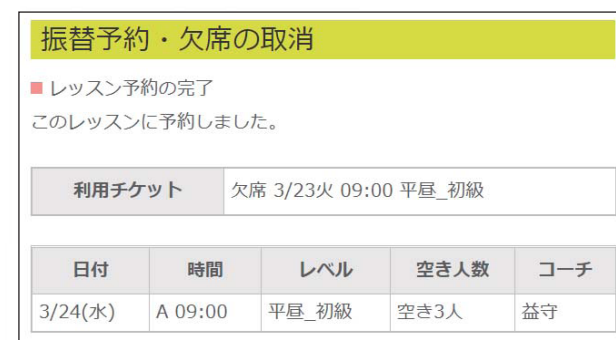 振替予約・欠席の取消
レッスン予約の完了
このレッスンに予約しました。
利用チケット 欠席 3/23火 09:00 平昼_初級
日付 時間 レベル 空き人数 コーチ
3/24(水) A 09:00 平昼_初級 空き3人 益守